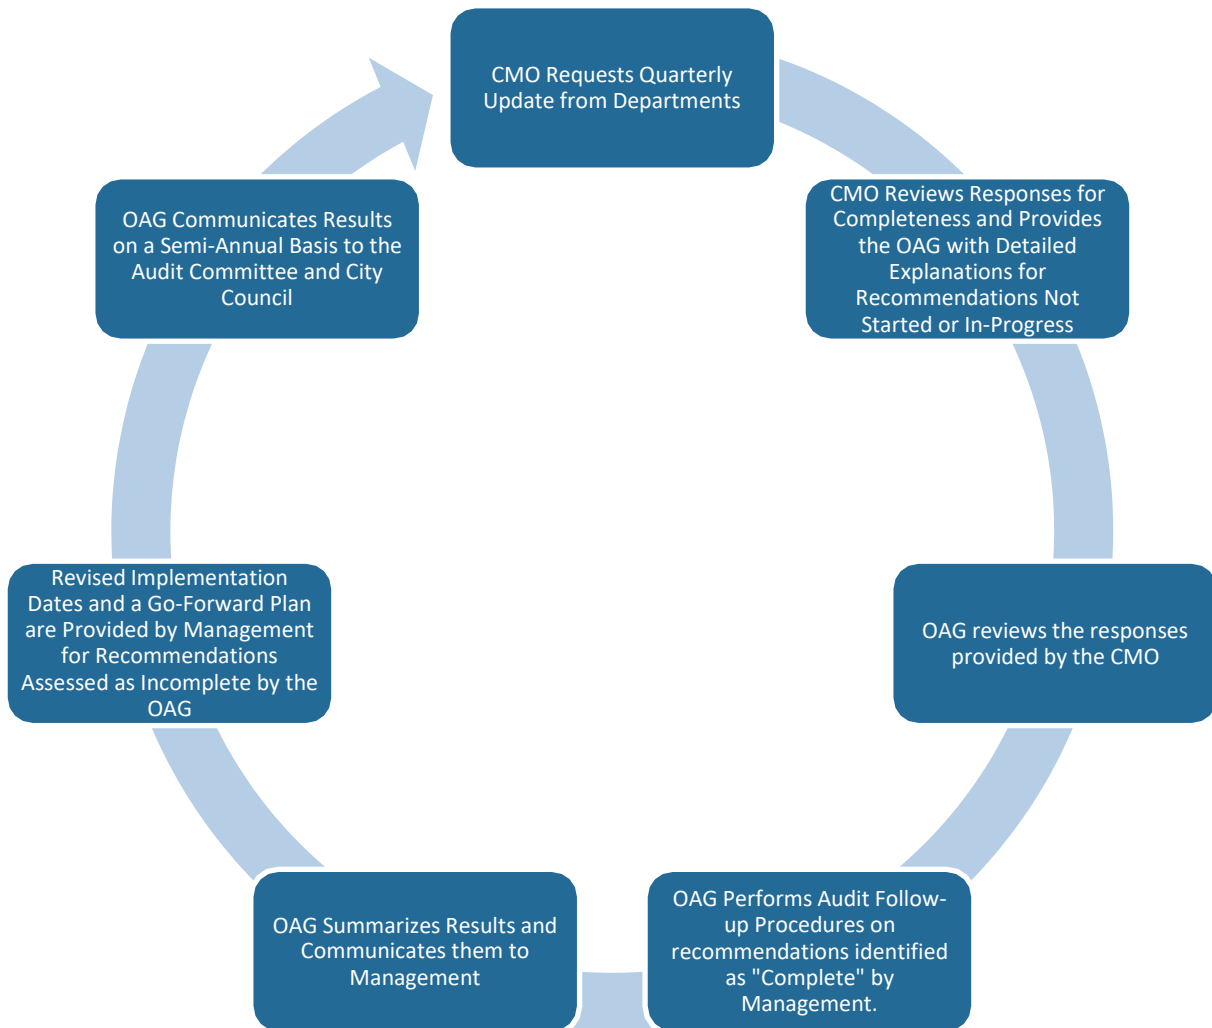 CMO Requests Quarterly
Update from Departments
CMO Reviews Responses for
Completeness and Provides
the OAG with Detailed
Explanations for
Recommendations Not
Started or In-Progress
OAG reviews the responses
provided by the CMO
OAG Performs Audit Follow-
up Procedures on
recommendations identified
as "Complete" by
Management.
OAG Summarizes Results and
Communicates them to
Management
Revised Implementation
Dates and a Go-Forward Plan
are Provided by Management
for Recommendations
Assessed as Incomplete by the
OAG
OAG Communicates Results
on a Semi-Annual Basis to the
Audit Committee and City
Council